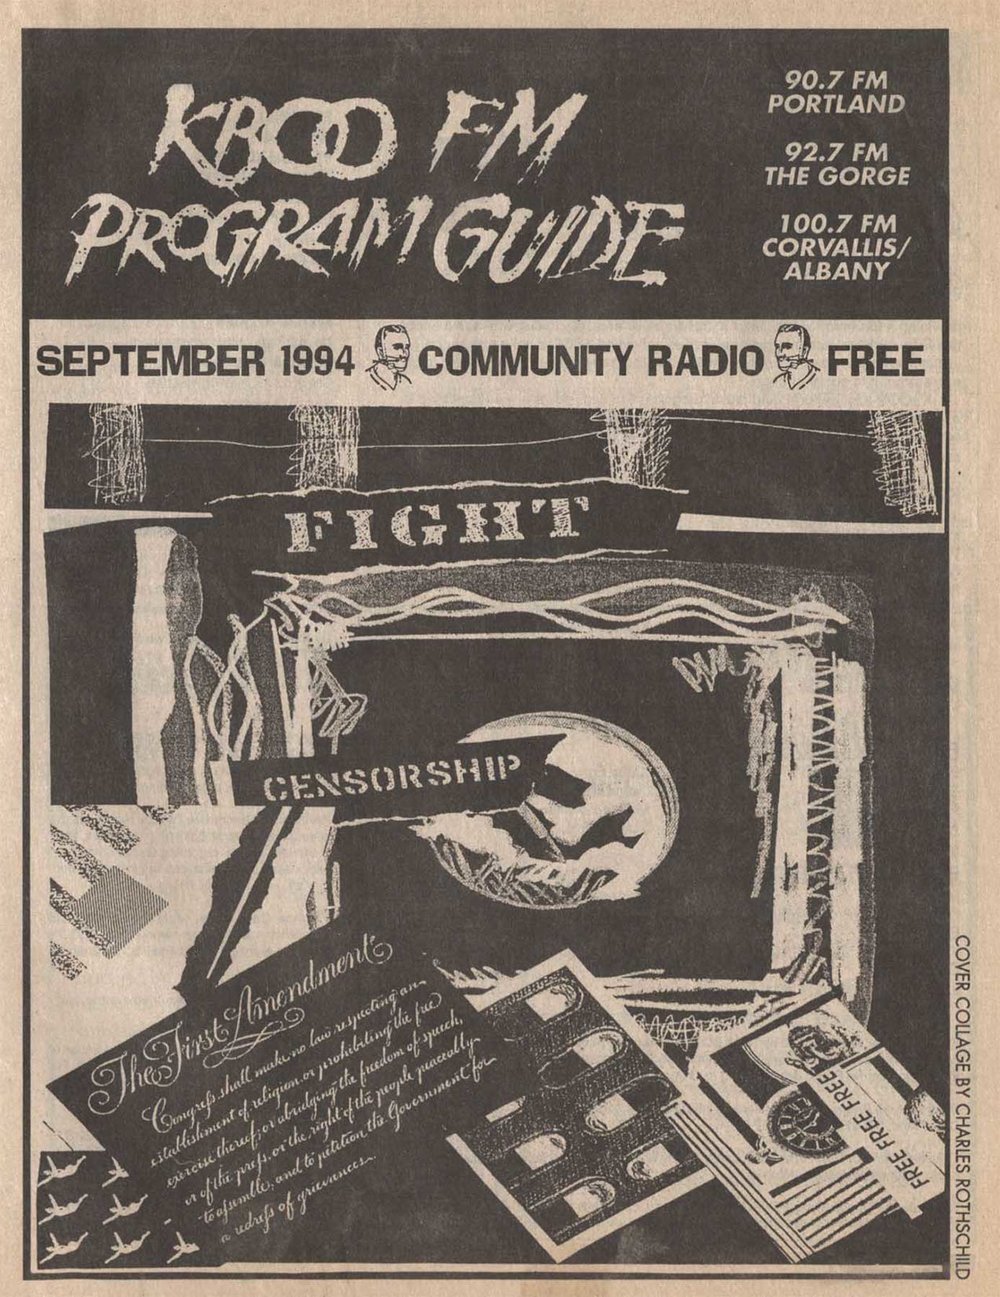 KBOO FM
PROGRAM GUIDE
90.7 FM
PORTLAND
92.7 FM
THE GORGE
100.7 FM
CORVALLIS/
ALBANY
SEPTEMBER 1994 COMMUNITY RADIO FREE
FIGHT
CENSORSHIP
The First Amendment
Congreſs shall make no law respecting an
establishment of religion, or prohibiting the free
exercise thereof; or abridging the freedom of speech,
or of the preſs, or the right of the people peaceably
to aſsemble, and to petition the Government for
a redreſs of grievances.
FREE FREE FREE FREE
COVER COLLAGE BY CHARLES ROTHSCHILD